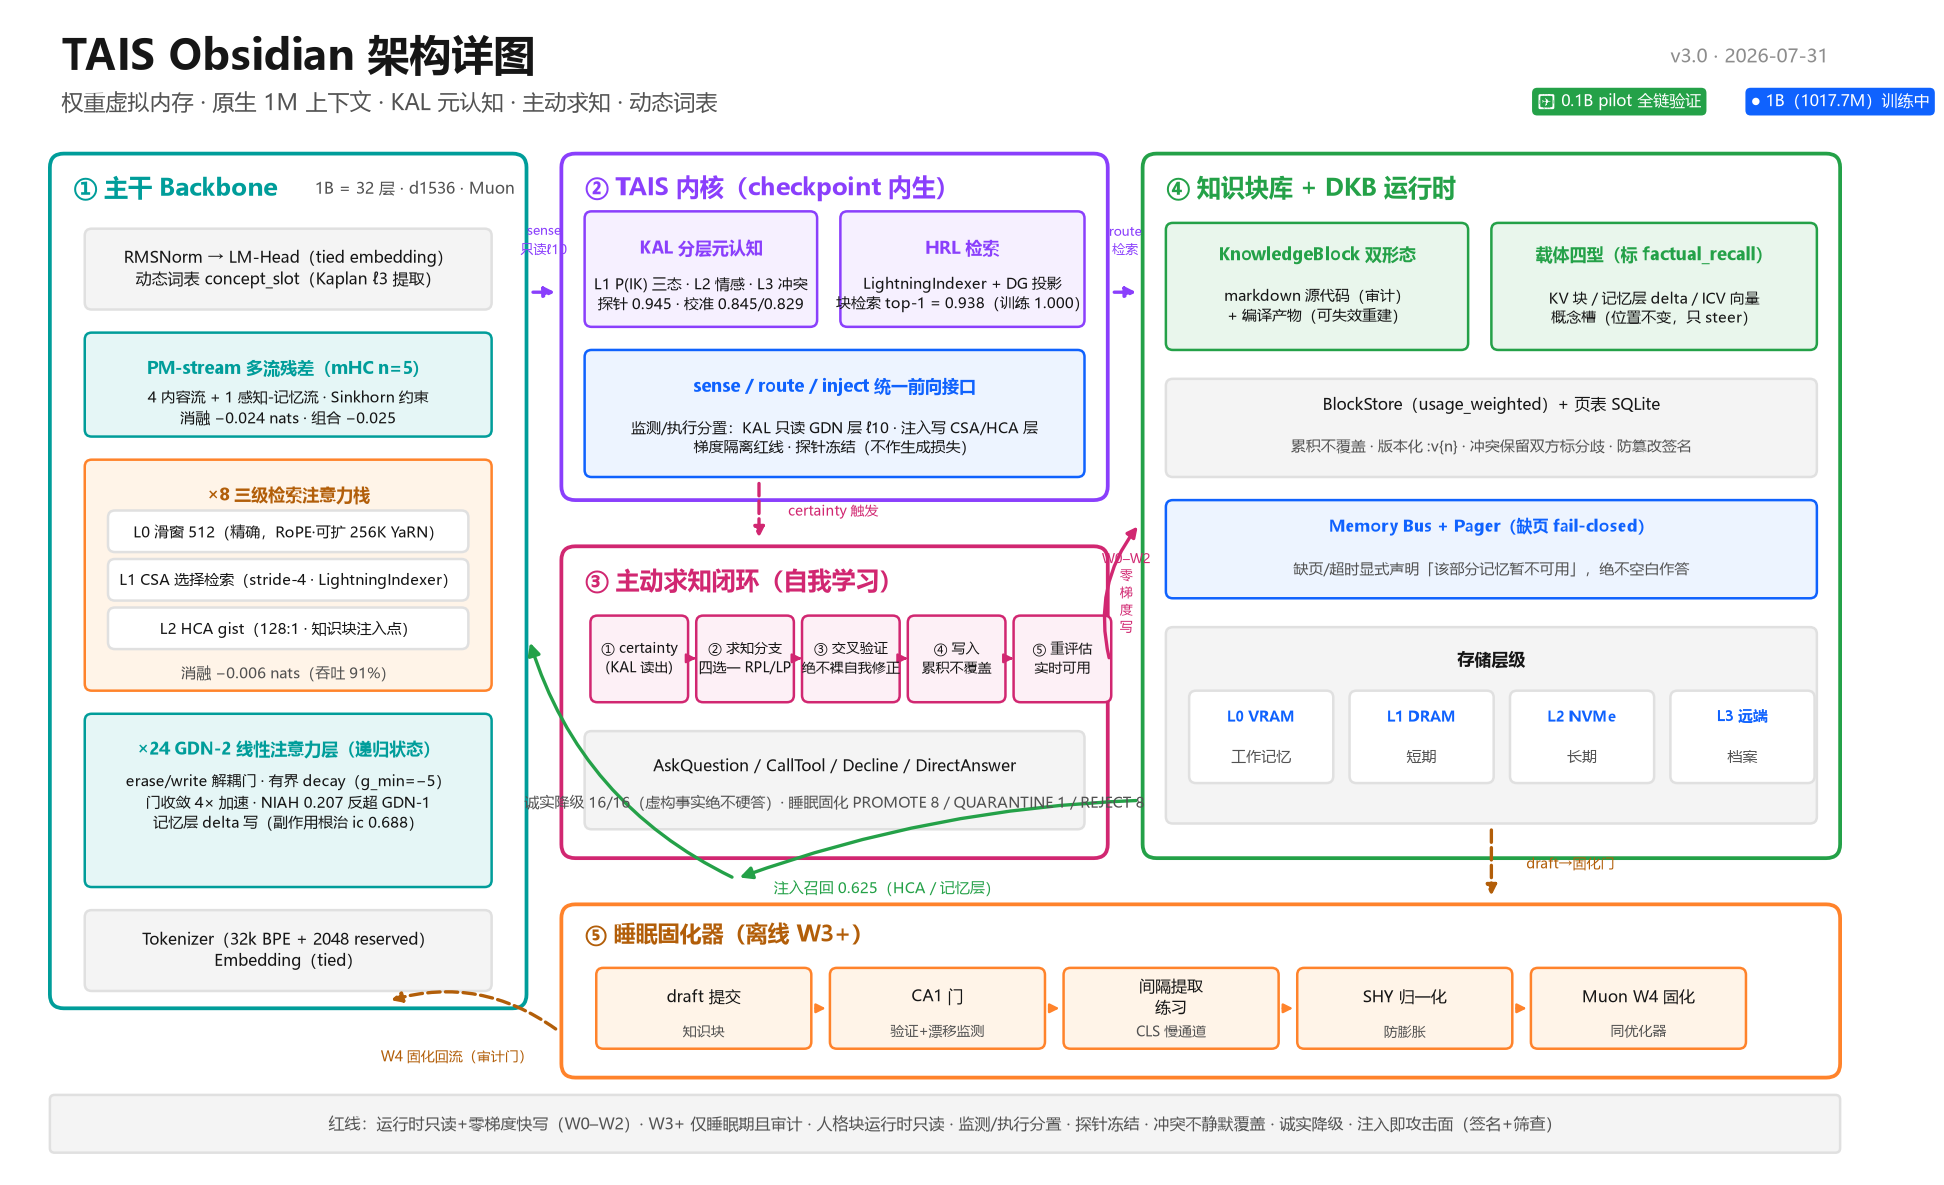 TAIS Obsidian 架构详图
v3.0 · 2026-07-31
权重虚拟内存 · 原生 1M 上下文 · KAL 元认知 · 主动求知 · 动态词表
0.1B pilot 全链验证
● 1B（1017.7M）训练中
① 主干 Backbone
1B = 32 层 · d1536 · Muon
RMSNorm → LM-Head（tied embedding）
动态词表 concept_slot（Kaplan ℓ3 提取）
PM-stream 多流残差（mHC n=5）
4 内容流 + 1 感知-记忆流 · Sinkhorn 约束
消融 −0.024 nats · 组合 −0.025
×8 三级检索注意力栈
L0 滑窗 512（精确，RoPE·可扩 256K YaRN）
L1 CSA 选择检索（stride-4 · LightningIndexer）
L2 HCA gist（128:1 · 知识块注入点）
消融 −0.006 nats（吞吐 91%）
×24 GDN-2 线性注意力层（递归状态）
erase/write 解耦门 · 有界 decay（g_min=−5）
门收敛 4× 加速 · NIAH 0.207 反超 GDN-1
记忆层 delta 写（副作用根治 ic 0.688）
Tokenizer（32k BPE + 2048 reserved）
Embedding（tied）
sense
只读ℓ10
② TAIS 内核（checkpoint 内生）
KAL 分层元认知
L1 P(IK) 三态 · L2 情感 · L3 冲突
探针 0.945 · 校准 0.845/0.829
HRL 检索
LightningIndexer + DG 投影
块检索 top-1 = 0.938（训练 1.000）
sense / route / inject 统一前向接口
监测/执行分置：KAL 只读 GDN 层 ℓ10 · 注入写 CSA/HCA 层
梯度隔离红线 · 探针冻结（不作生成损失）
route
检索
certainty 触发
③ 主动求知闭环（自我学习）
① certainty
（KAL 读出）
② 求知分支
四选一 RPL/LP
③ 交叉验证
绝不裸自我修正
④ 写入
累积不覆盖
⑤ 重评估
实时可用
W0–W2
零
梯
度
写
AskQuestion / CallTool / Decline / DirectAnswer
诚实降级 16/16（虚构事实绝不硬答）· 睡眠固化 PROMOTE 8 / QUARANTINE 1 / REJECT 8
注入召回 0.625（HCA / 记忆层）
④ 知识块库 + DKB 运行时
KnowledgeBlock 双形态
markdown 源代码（审计）
+ 编译产物（可失效重建）
载体四型（标 factual_recall）
KV 块 / 记忆层 delta / ICV 向量
概念槽（位置不变，只 steer）
BlockStore（usage_weighted）+ 页表 SQLite
累积不覆盖 · 版本化 :v{n} · 冲突保留双方标分歧 · 防篡改签名
Memory Bus + Pager（缺页 fail-closed）
缺页/超时显式声明「该部分记忆暂不可用」，绝不空白作答
存储层级
L0 VRAM
工作记忆
L1 DRAM
短期
L2 NVMe
长期
L3 远端
档案
draft→固化门
⑤ 睡眠固化器（离线 W3+）
draft 提交
知识块
CA1 门
验证+漂移监测
间隔提取
练习
CLS 慢通道
SHY 归一化
防膨胀
Muon W4 固化
同优化器
W4 固化回流（审计门）
红线：运行时只读+零梯度快写（W0–W2）· W3+ 仅睡眠期且审计 · 人格块运行时只读 · 监测/执行分置 · 探针冻结 · 冲突不静默覆盖 · 诚实降级 · 注入即攻击面（签名+筛查）